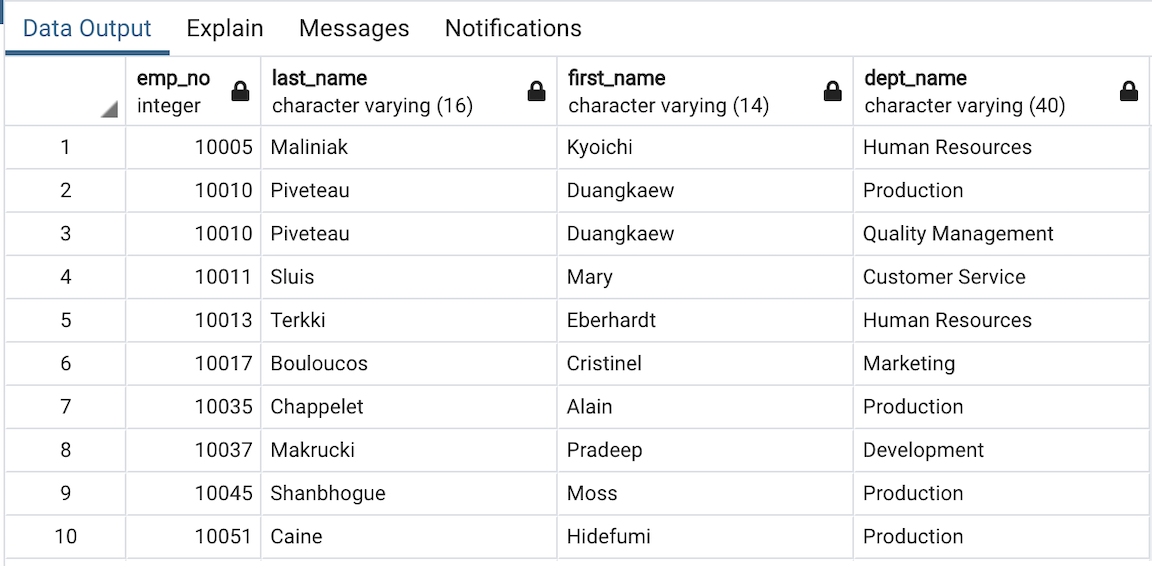 Data Output Explain Messages Notifications
emp_no last_name first_name dept_name
integer character varying (16) character varying (14) character varying (40)
1 10005 Maliniak Kyoichi Human Resources
2 10010 Piveteau Duangkaew Production
3 10010 Piveteau Duangkaew Quality Management
4 10011 Sluis Mary Customer Service
5 10013 Terkki Eberhardt Human Resources
6 10017 Bouloucos Cristinel Marketing
7 10035 Chappelet Alain Production
8 10037 Makrucki Pradeep Development
9 10045 Shanbhogue Moss Production
10 10051 Caine Hidefumi Production